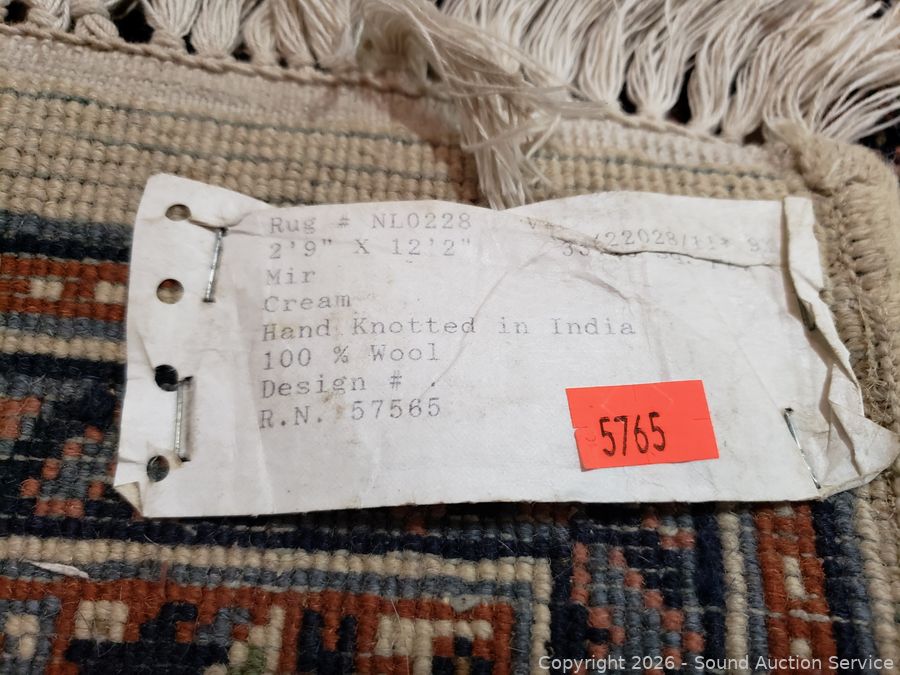 Rug # NL0228
2'9" X 12'2"
Mir
Cream
Hand Knotted in India
100 % Wool
Design # .
R.N. 57565
5765
Copyright 2026 - Sound Auction Service